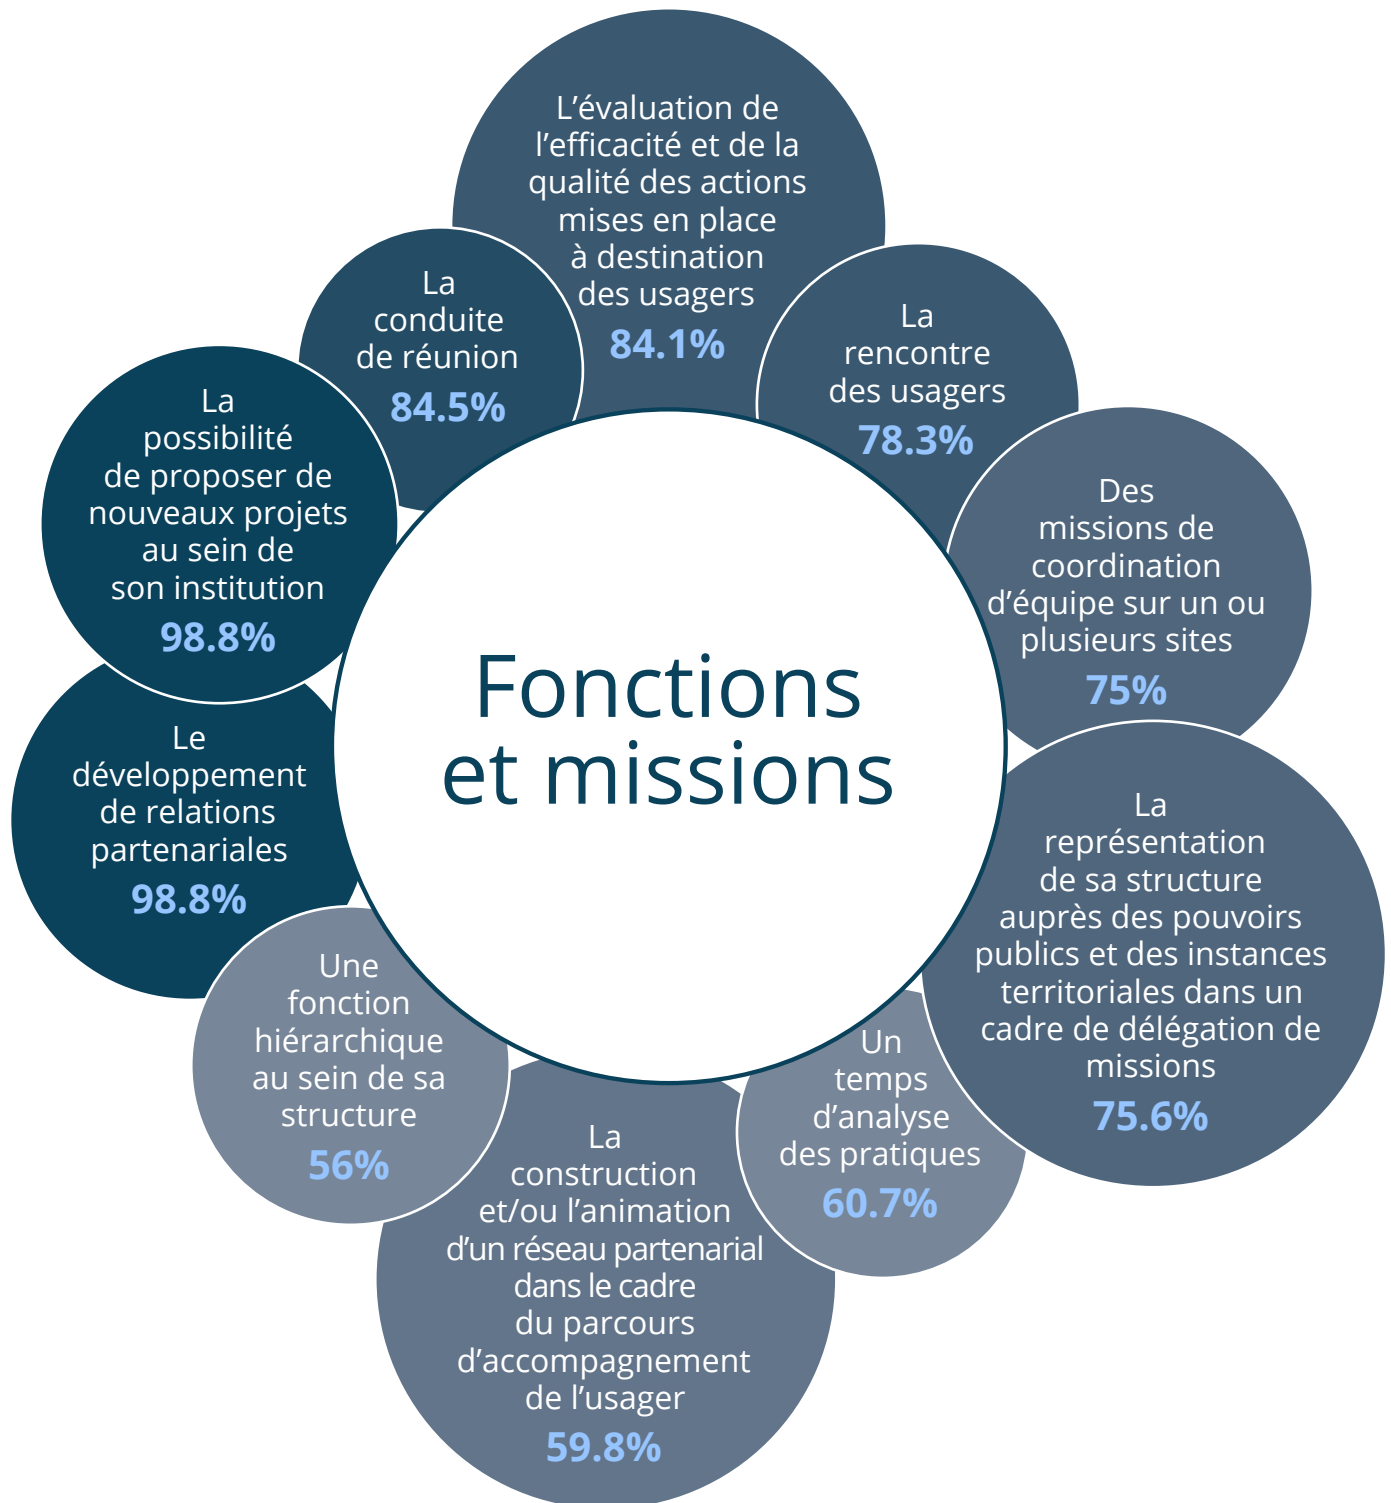 L’évaluation de
l’efficacité et de la
qualité des actions
mises en place
à destination
des usagers
84.1%
La
conduite
de réunion
84.5%
La
rencontre
des usagers
78.3%
La
possibilité
de proposer de
nouveaux projets
au sein de
son institution
98.8%
Des
missions de
coordination
d’équipe sur un ou
plusieurs sites
75%
Fonctions
et missions
Le
développement
de relations
partenariales
98.8%
La
représentation
de sa structure
auprès des pouvoirs
publics et des instances
territoriales dans un
cadre de délégation de
missions
75.6%
Une
fonction
hiérarchique
au sein de sa
structure
56%
Un
temps
d’analyse
des pratiques
60.7%
La
construction
et/ou l’animation
d’un réseau partenarial
dans le cadre
du parcours
d’accompagnement
de l’usager
59.8%